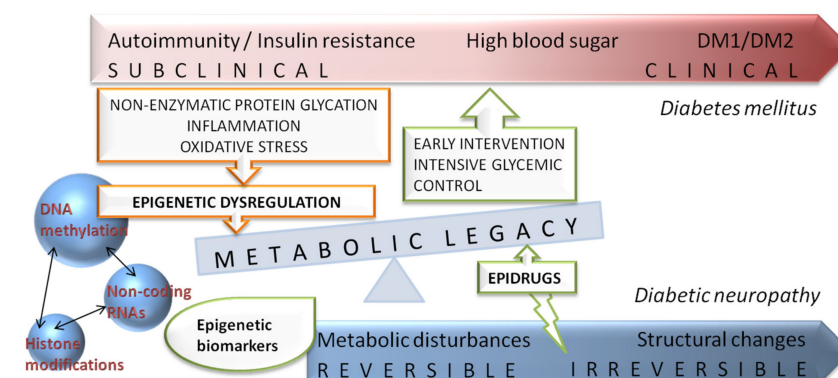 Autoimmunity / Insulin resistance High blood sugar DM1/DM2
SUBCLINICAL CLINICAL
Diabetes mellitus
NON-ENZYMATIC PROTEIN GLYCATION
INFLAMMATION
OXIDATIVE STRESS
EARLY INTERVENTION
INTENSIVE GLYCEMIC
CONTROL
EPIGENETIC DYSREGULATION
DNA
methylation
METABOLIC LEGACY
Non-coding
RNAs
EPIDRUGS
Diabetic neuropathy
Histone
modifications
Epigenetic
biomarkers
Metabolic disturbances Structural changes
REVERSIBLE IRREVERSIBLE